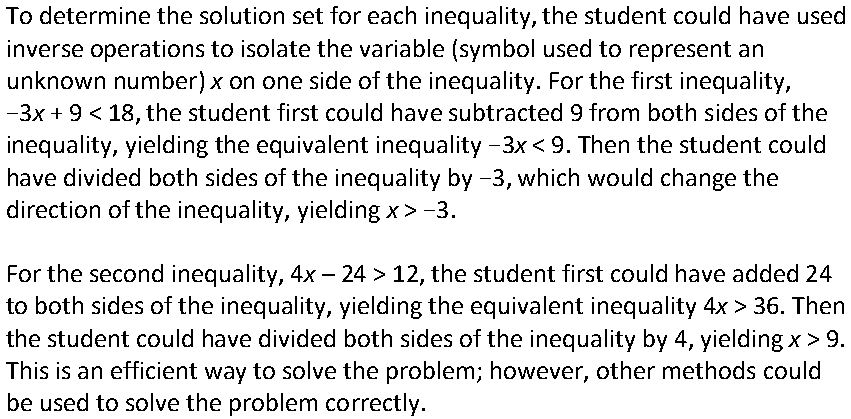 To determine the solution set for each inequality, the student could have used
inverse operations to isolate the variable (symbol used to represent an
unknown number) x on one side of the inequality. For the first inequality,
−3x + 9 < 18, the student first could have subtracted 9 from both sides of the
inequality, yielding the equivalent inequality −3x < 9. Then the student could
have divided both sides of the inequality by −3, which would change the
direction of the inequality, yielding x > −3.
For the second inequality, 4x – 24 > 12, the student first could have added 24
to both sides of the inequality, yielding the equivalent inequality 4x > 36. Then
the student could have divided both sides of the inequality by 4, yielding x > 9.
This is an efficient way to solve the problem; however, other methods could
be used to solve the problem correctly.